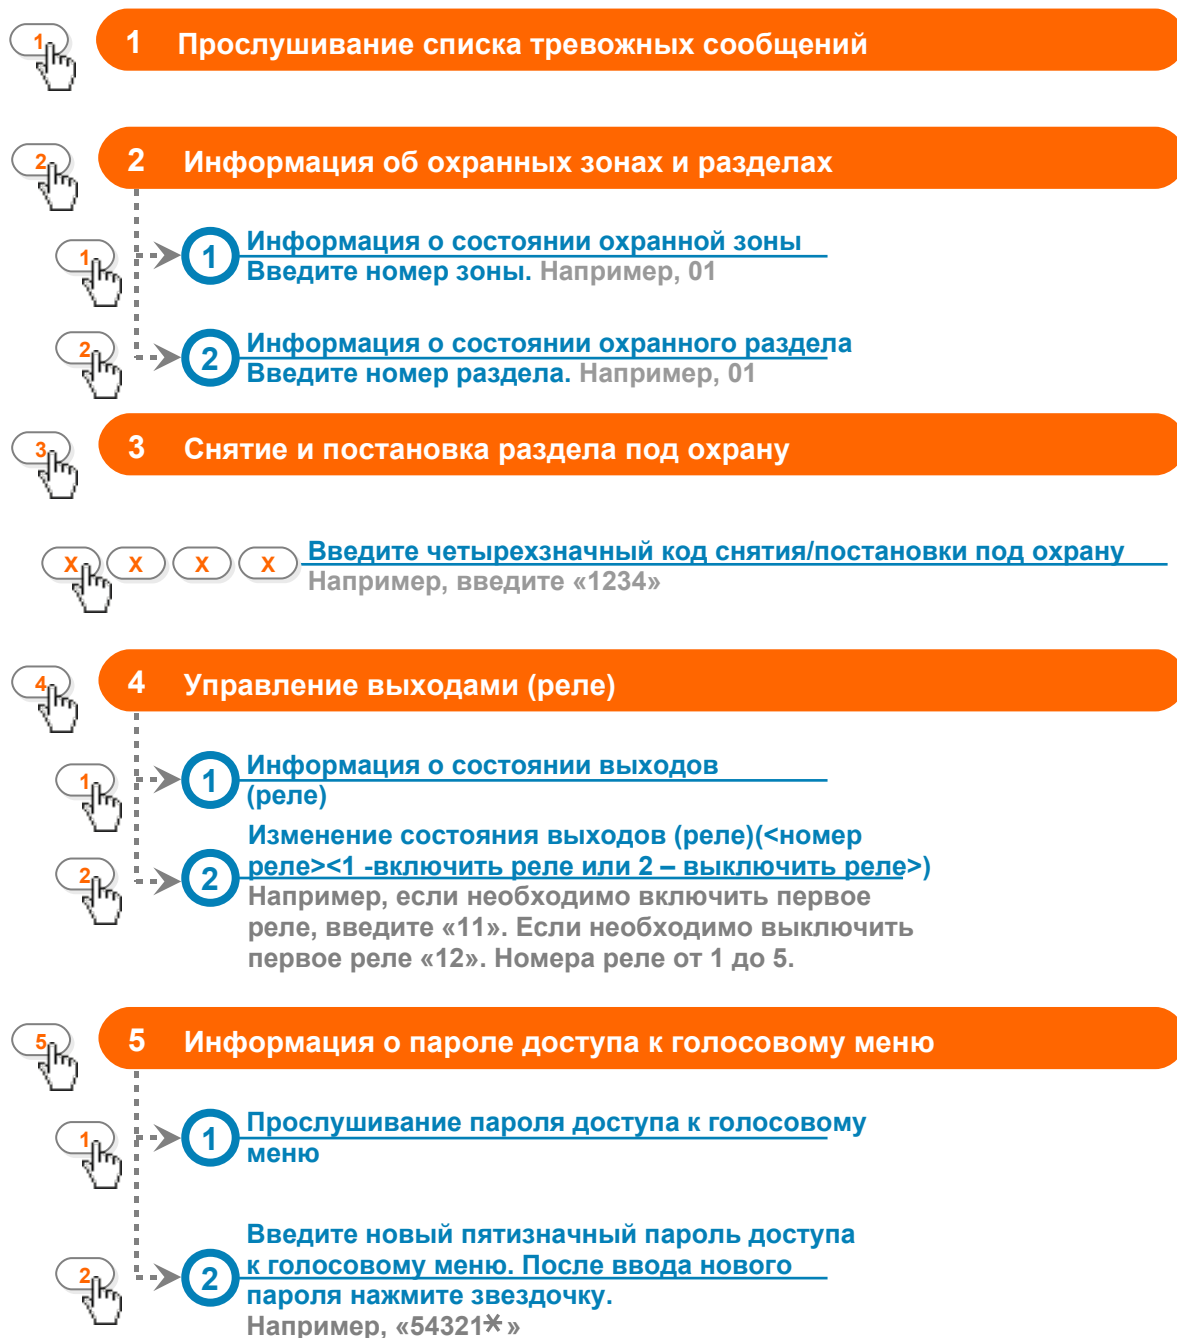 1
1 Прослушивание списка тревожных сообщений
2
2 Информация об охранных зонах и разделах
1
1
Информация о состоянии охранной зоны
Введите номер зоны. Например, 01
2
2
Информация о состоянии охранного раздела
Введите номер раздела. Например, 01
3
3 Снятие и постановка раздела под охрану
X X X X
Введите четырехзначный код снятия/постановки под охрану
Например, введите «1234»
4
4 Управление выходами (реле)
1
1
Информация о состоянии выходов
(реле)
2
2
Изменение состояния выходов (реле)(<номер
реле><1 -включить реле или 2 – выключить реле>)
Например, если необходимо включить первое
реле, введите «11». Если необходимо выключить
первое реле «12». Номера реле от 1 до 5.
5
5 Информация о пароле доступа к голосовому меню
1
1
Прослушивание пароля доступа к голосовому
меню
2
2
Введите новый пятизначный пароль доступа
к голосовому меню. После ввода нового
пароля нажмите звездочку.
Например, «54321* »